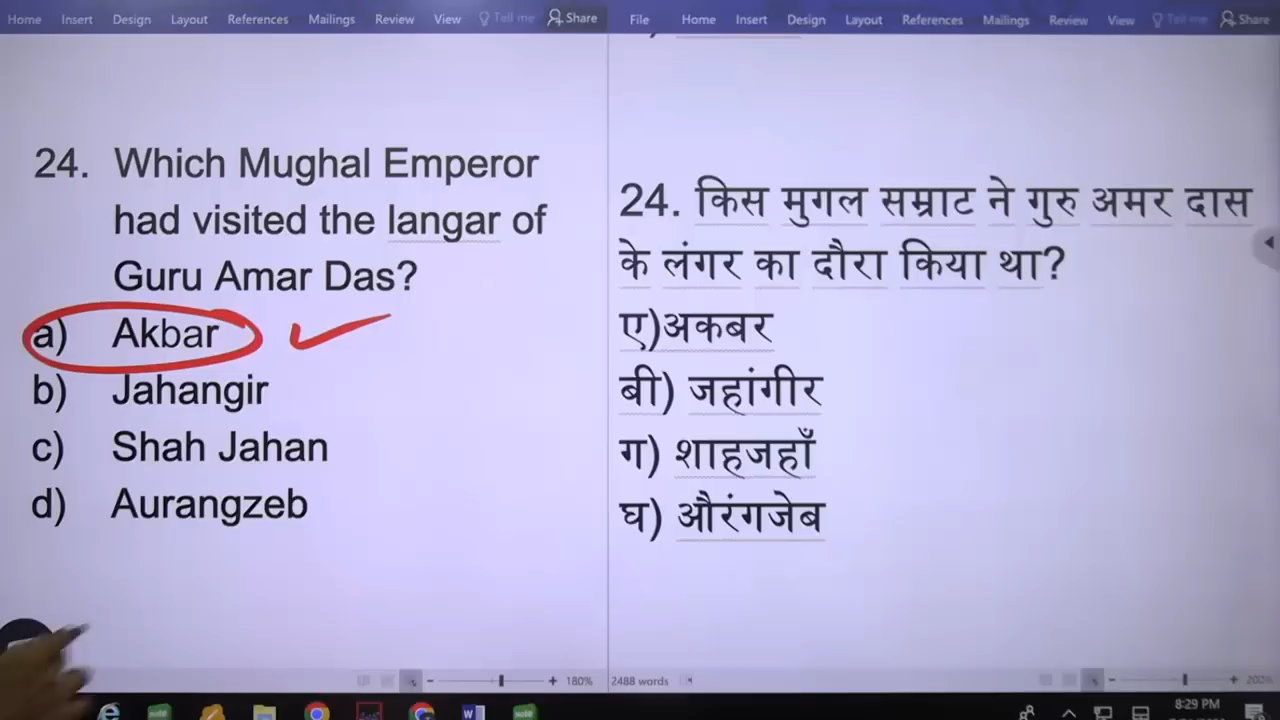 Home Insert Design Layout References Mailings Review View Tell me Share
File Home Insert Design Layout References Mailings Review View Tell me Share
24. Which Mughal Emperor
had visited the langar of
Guru Amar Das?
a) Akbar
b) Jahangir
c) Shah Jahan
d) Aurangzeb
24. किस मुगल सम्राट ने गुरु अमर दास
के लंगर का दौरा किया था?
ए)अकबर
बी) जहांगीर
ग) शाहजहाँ
घ) औरंगजेब
180%
2488 words
200%
8:29 PM